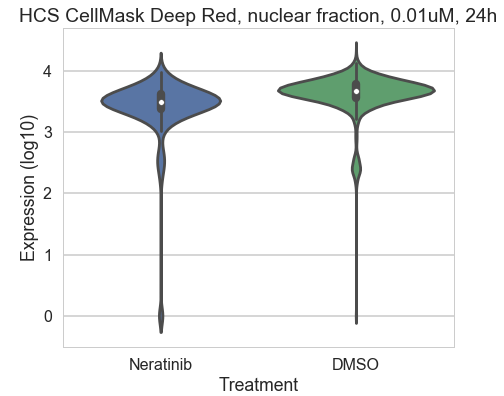 HCS CellMask Deep Red, nuclear fraction, 0.01uM, 24h
Expression (log10)
4
3
2
1
0
Neratinib DMSO
Treatment